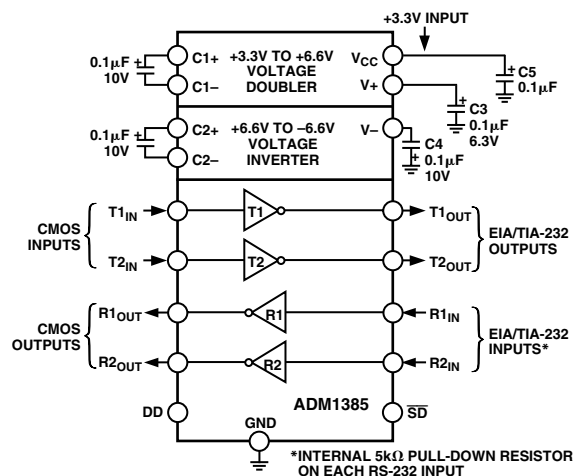 +3.3V INPUT
0.1µF
10V
+
C1+
C1–
+3.3V TO +6.6V
VOLTAGE
DOUBLER
VCC
V+
+
C5
0.1µF
+
C3
0.1µF
6.3V
0.1µF
10V
+
C2+
C2–
+6.6V TO –6.6V
VOLTAGE
INVERTER
V–
C4
+
0.1µF
10V
CMOS
INPUTS
T1IN
T1
T1OUT
T2IN
T2
T2OUT
EIA/TIA-232
OUTPUTS
CMOS
OUTPUTS
R1OUT
R1
R1IN
R2OUT
R2
R2IN
EIA/TIA-232
INPUTS*
DD
GND
ADM1385
SD
*INTERNAL 5kΩ PULL-DOWN RESISTOR
ON EACH RS-232 INPUT